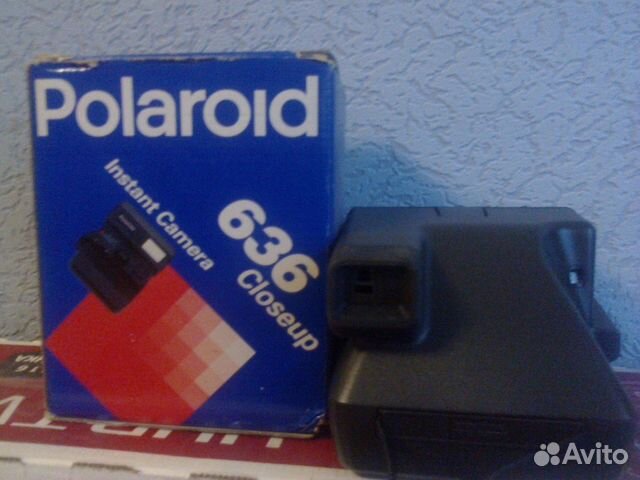 Polaroid
Instant Camera
636
Closeup
Avito